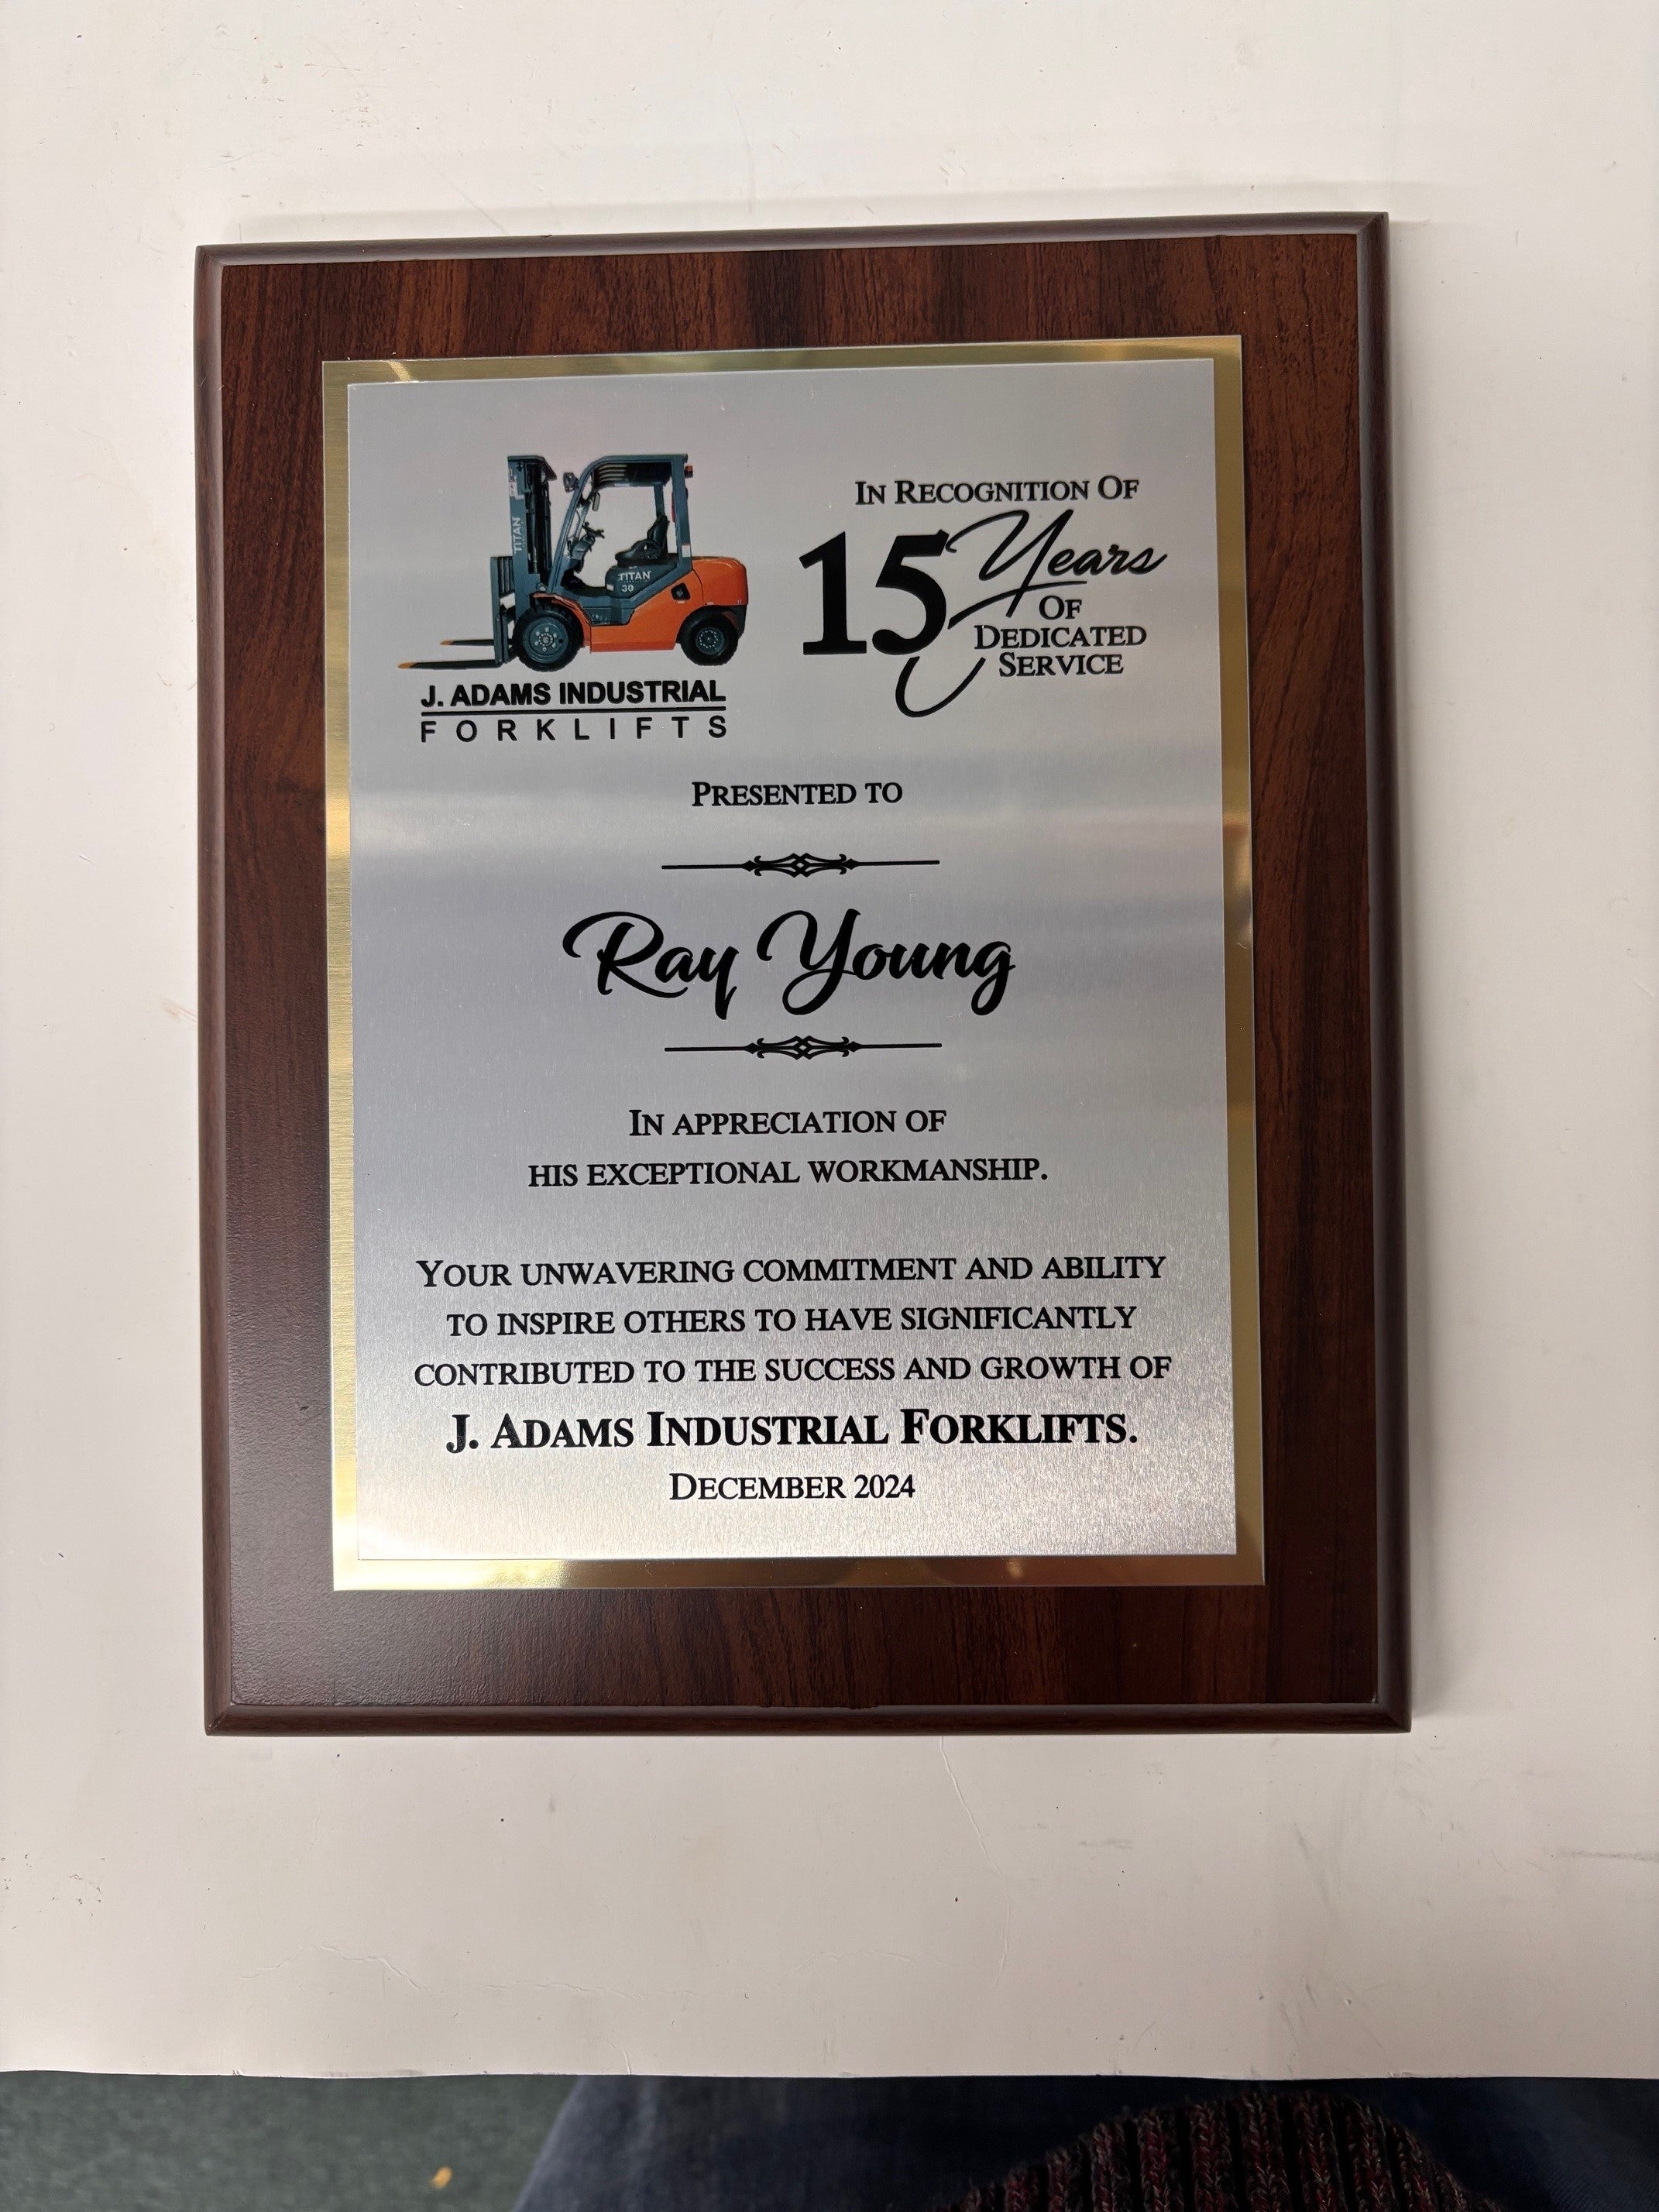 TITAN
TITAN
30
J. ADAMS INDUSTRIAL
FORKLIFTS
IN RECOGNITION OF
15 Years
OF
DEDICATED
SERVICE
PRESENTED TO
Ray Young
IN APPRECIATION OF
HIS EXCEPTIONAL WORKMANSHIP.
YOUR UNWAVERING COMMITMENT AND ABILITY
TO INSPIRE OTHERS TO HAVE SIGNIFICANTLY
CONTRIBUTED TO THE SUCCESS AND GROWTH OF
J. ADAMS INDUSTRIAL FORKLIFTS.
DECEMBER 2024